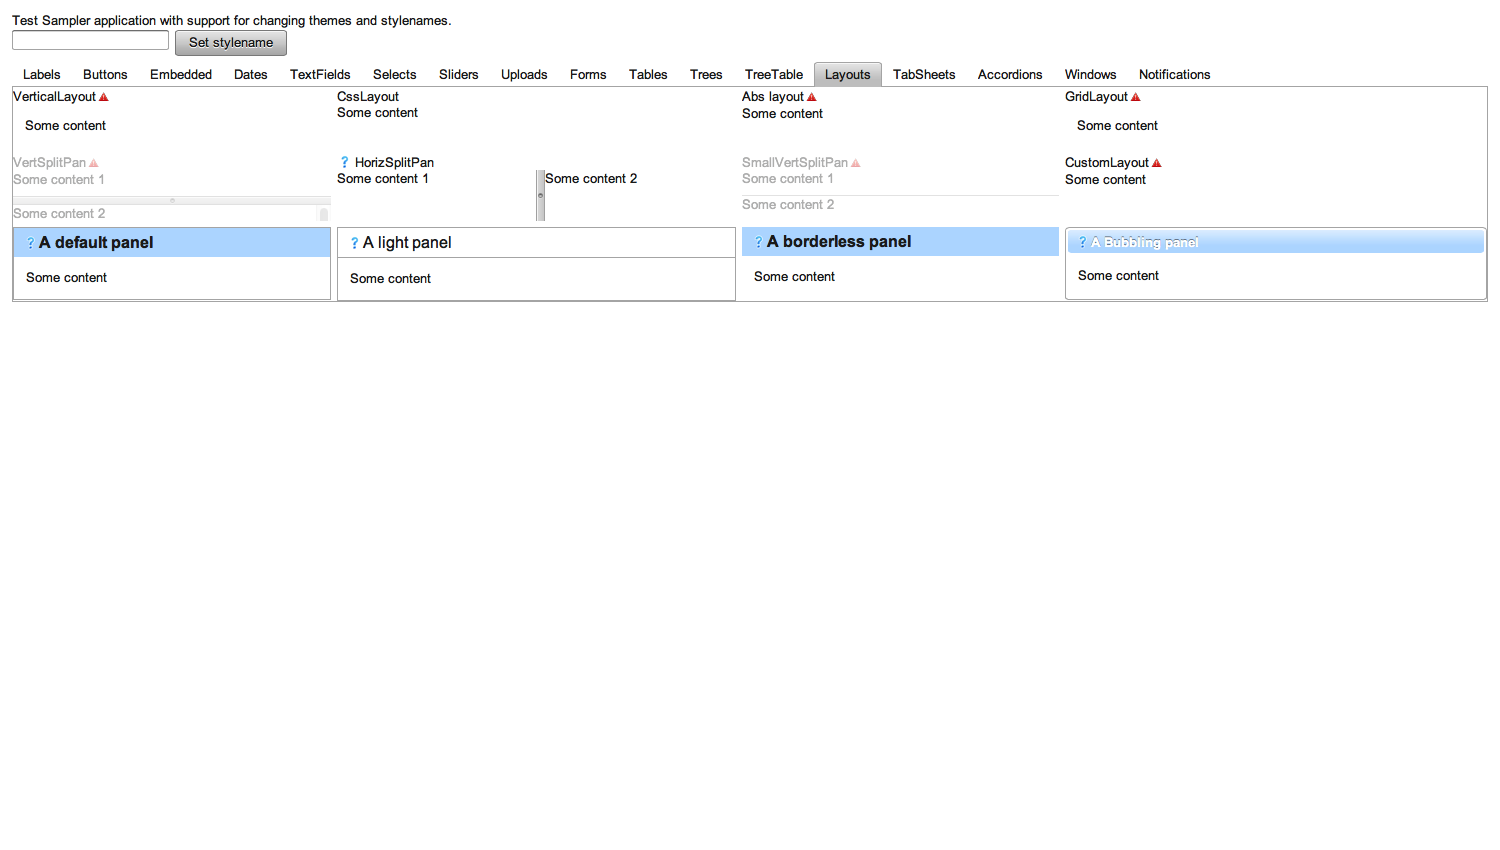 Test Sampler application with support for changing themes and stylenames.
Set stylename
Labels Buttons Embedded Dates TextFields Selects Sliders Uploads Forms Tables Trees TreeTable Layouts TabSheets Accordions Windows Notifications
VerticalLayout CssLayout Abs layout GridLayout
Some content Some content Some content Some content
VertSplitPan ? HorizSplitPan SmallVertSplitPan CustomLayout
Some content 1 Some content 1 Some content 2 Some content 1 Some content
Some content 2 Some content 2
? A default panel ? A light panel ? A borderless panel ? A Bubbling panel
Some content Some content Some content Some content